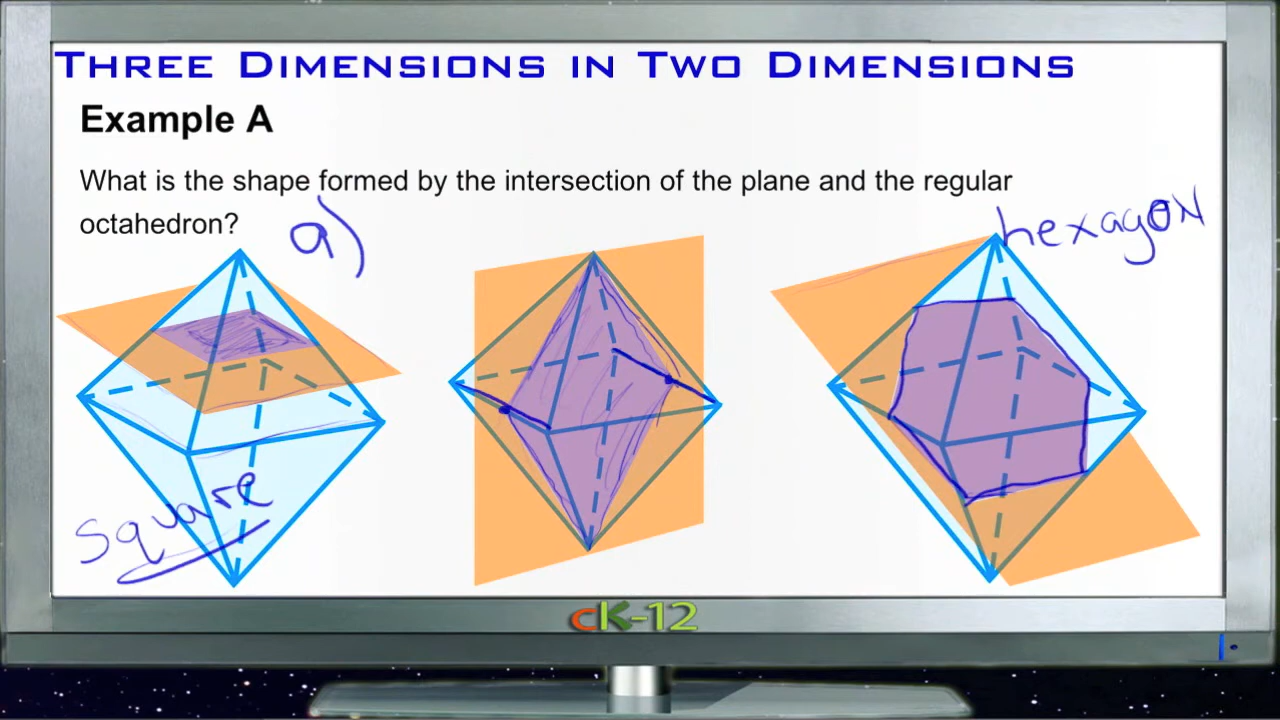 THREE DIMENSIONS IN TWO DIMENSIONS
Example A
What is the shape formed by the intersection of the plane and the regular
octahedron?
a)
hexagon
square
cK-12